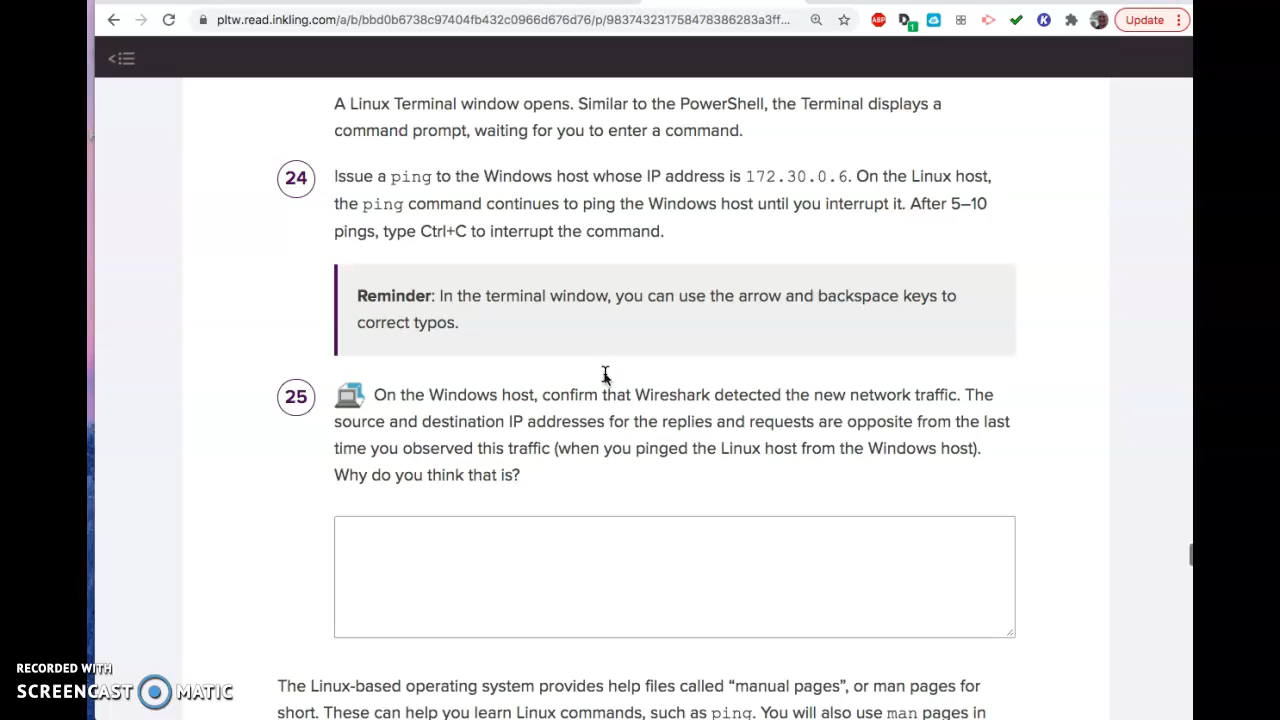 pltw.read.inkling.com/a/b/bbd0b6738c97404fb432c0966d676d76/p/983743231758478386283a3ff...
ABP
1
K
Update
A Linux Terminal window opens. Similar to the PowerShell, the Terminal displays a
command prompt, waiting for you to enter a command.
24
Issue a ping to the Windows host whose IP address is 172.30.0.6. On the Linux host,
the ping command continues to ping the Windows host until you interrupt it. After 5–10
pings, type Ctrl+C to interrupt the command.
Reminder: In the terminal window, you can use the arrow and backspace keys to
correct typos.
25
On the Windows host, confirm that Wireshark detected the new network traffic. The
source and destination IP addresses for the replies and requests are opposite from the last
time you observed this traffic (when you pinged the Linux host from the Windows host).
Why do you think that is?
The Linux-based operating system provides help files called “manual pages”, or man pages for
short. These can help you learn Linux commands, such as ping. You will also use man pages in
RECORDED WITH
SCREENCAST MATIC